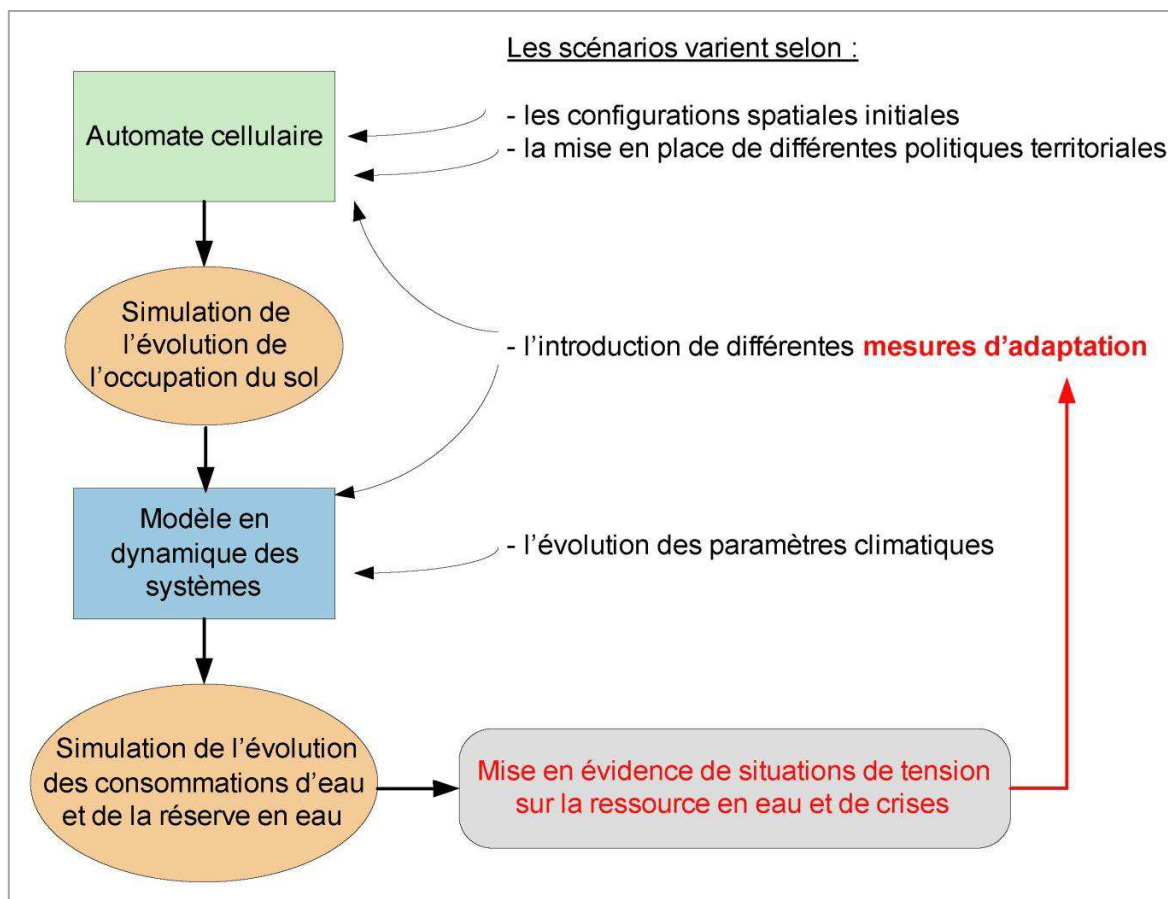 Les scénarios varient selon :
Automate cellulaire
- les configurations spatiales initiales
- la mise en place de différentes politiques territoriales
Simulation de
l’évolution de
l’occupation du sol
- l’introduction de différentes mesures d’adaptation
Modèle en
dynamique des
systèmes
- l’évolution des paramètres climatiques
Simulation de l’évolution
des consommations d’eau
et de la réserve en eau
Mise en évidence de situations de tension
sur la ressource en eau et de crises